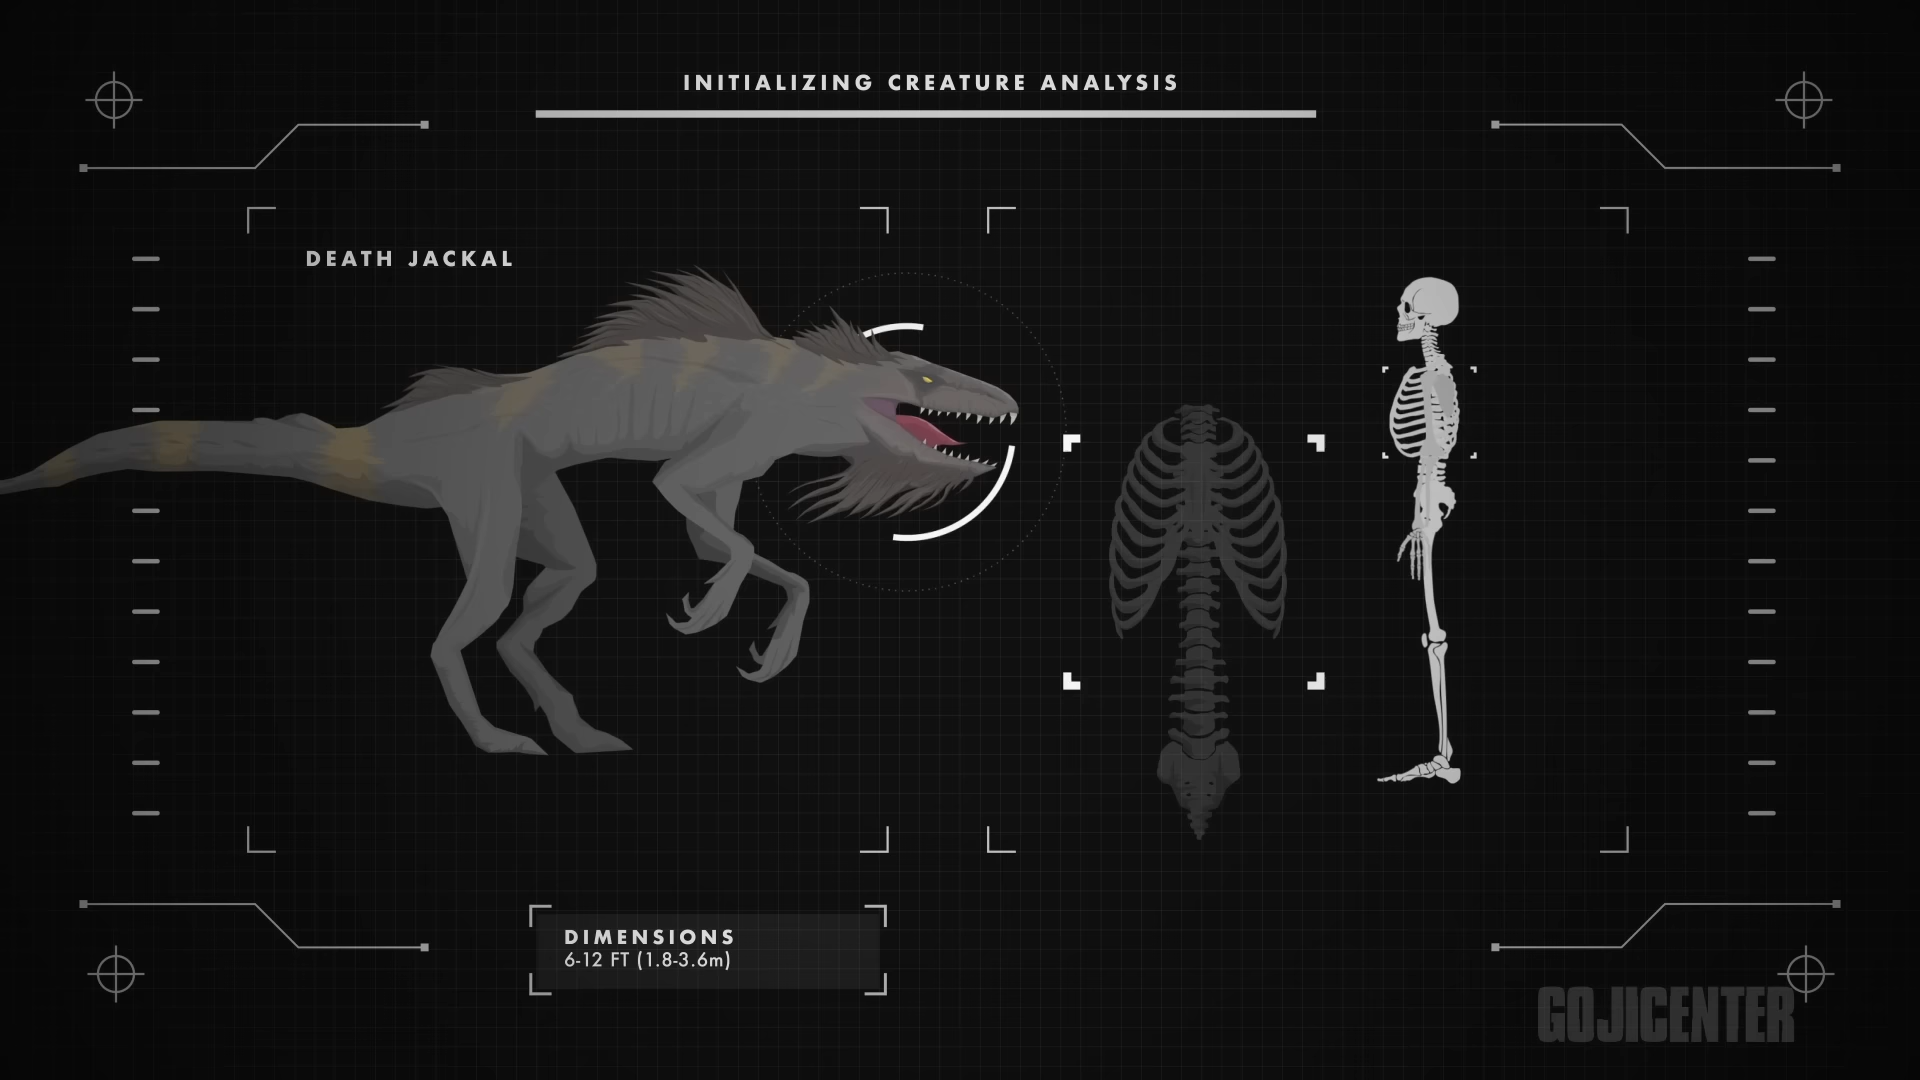 INITIALIZING CREATURE ANALYSIS
DEATH JACKAL
DIMENSIONS
6-12 FT (1.8-3.6m)
GOJICENTER